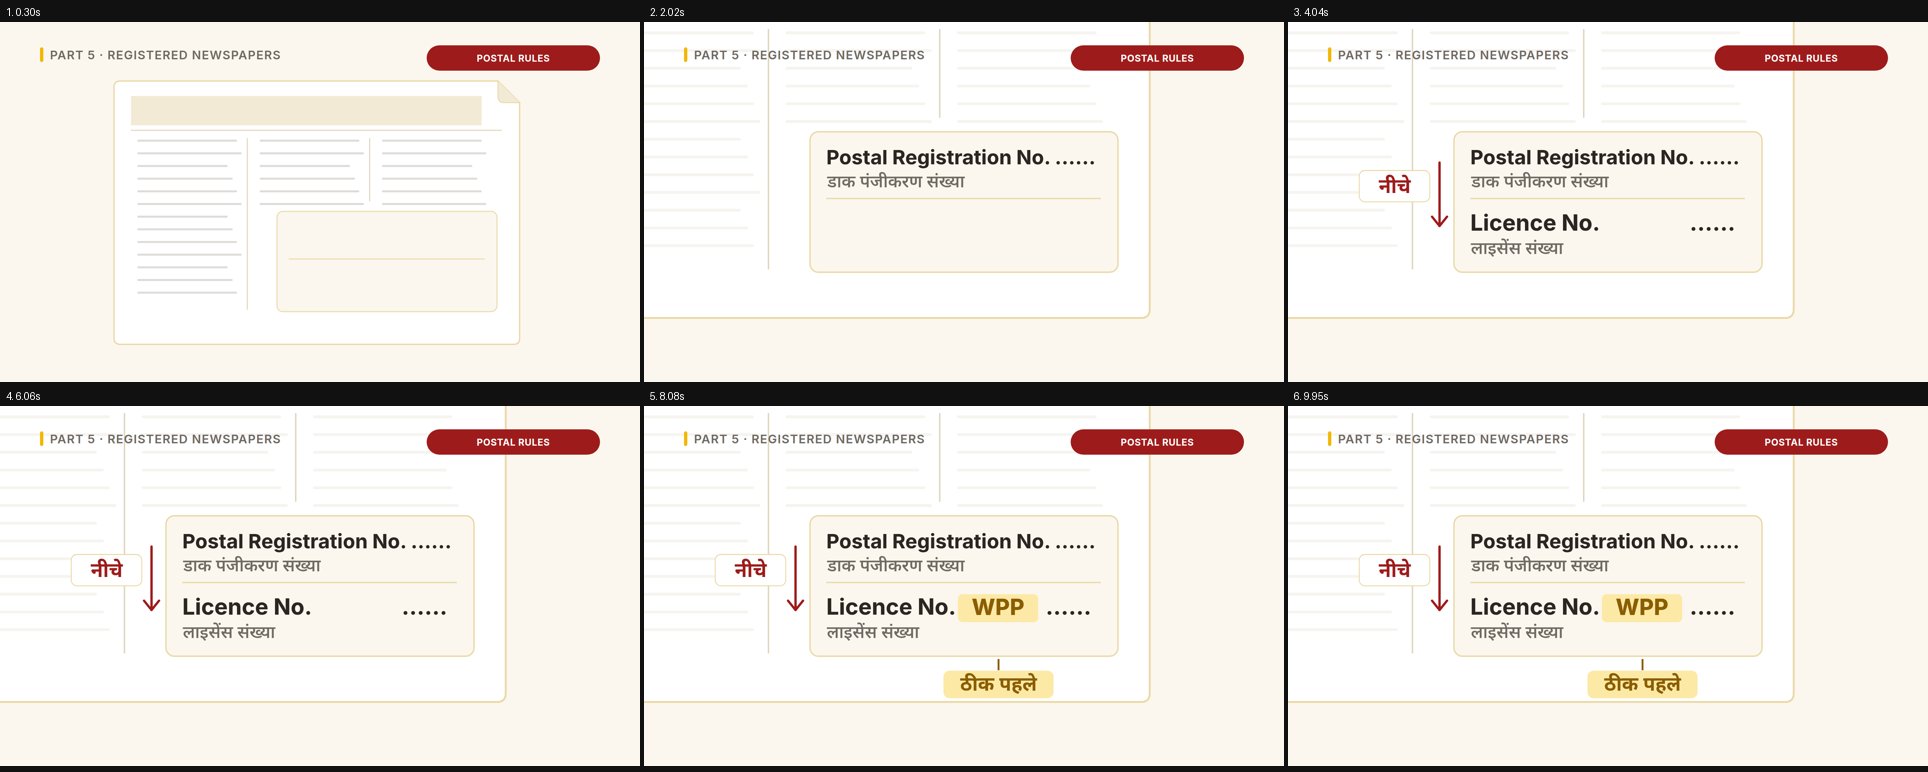 1. 0.30s
PART 5 · REGISTERED NEWSPAPERS
POSTAL RULES
2. 2.02s
PART 5 · REGISTERED NEWSPAPERS
POSTAL RULES
Postal Registration No. ......
डाक पंजीकरण संख्या
3. 4.04s
PART 5 · REGISTERED NEWSPAPERS
POSTAL RULES
Postal Registration No. ......
डाक पंजीकरण संख्या
नीचे
Licence No. ......
लाइसेंस संख्या
4. 6.06s
PART 5 · REGISTERED NEWSPAPERS
POSTAL RULES
Postal Registration No. ......
डाक पंजीकरण संख्या
नीचे
Licence No. ......
लाइसेंस संख्या
5. 8.08s
PART 5 · REGISTERED NEWSPAPERS
POSTAL RULES
Postal Registration No. ......
डाक पंजीकरण संख्या
नीचे
Licence No. WPP ......
लाइसेंस संख्या
ठीक पहले
6. 9.95s
PART 5 · REGISTERED NEWSPAPERS
POSTAL RULES
Postal Registration No. ......
डाक पंजीकरण संख्या
नीचे
Licence No. WPP ......
लाइसेंस संख्या
ठीक पहले